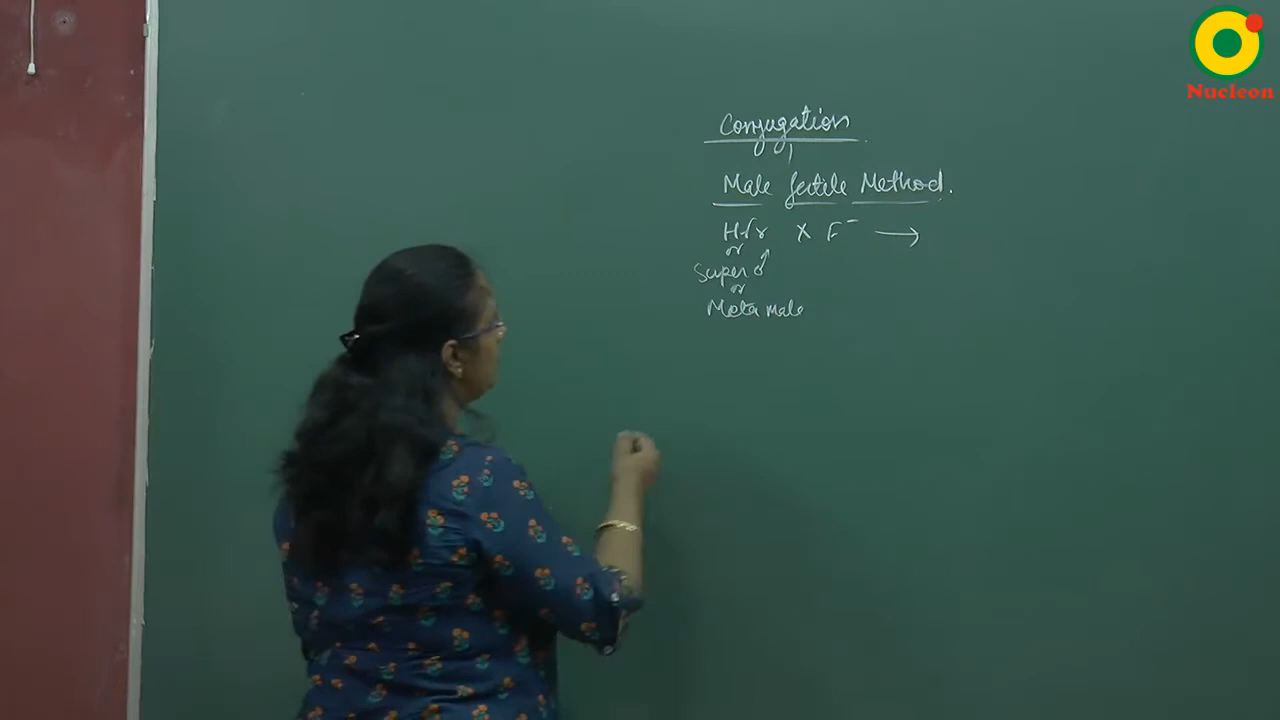 Conjugation
Male fertile Method.
Hfr × F⁻ →
or
Super ♂
or
Meta male
Nucleon